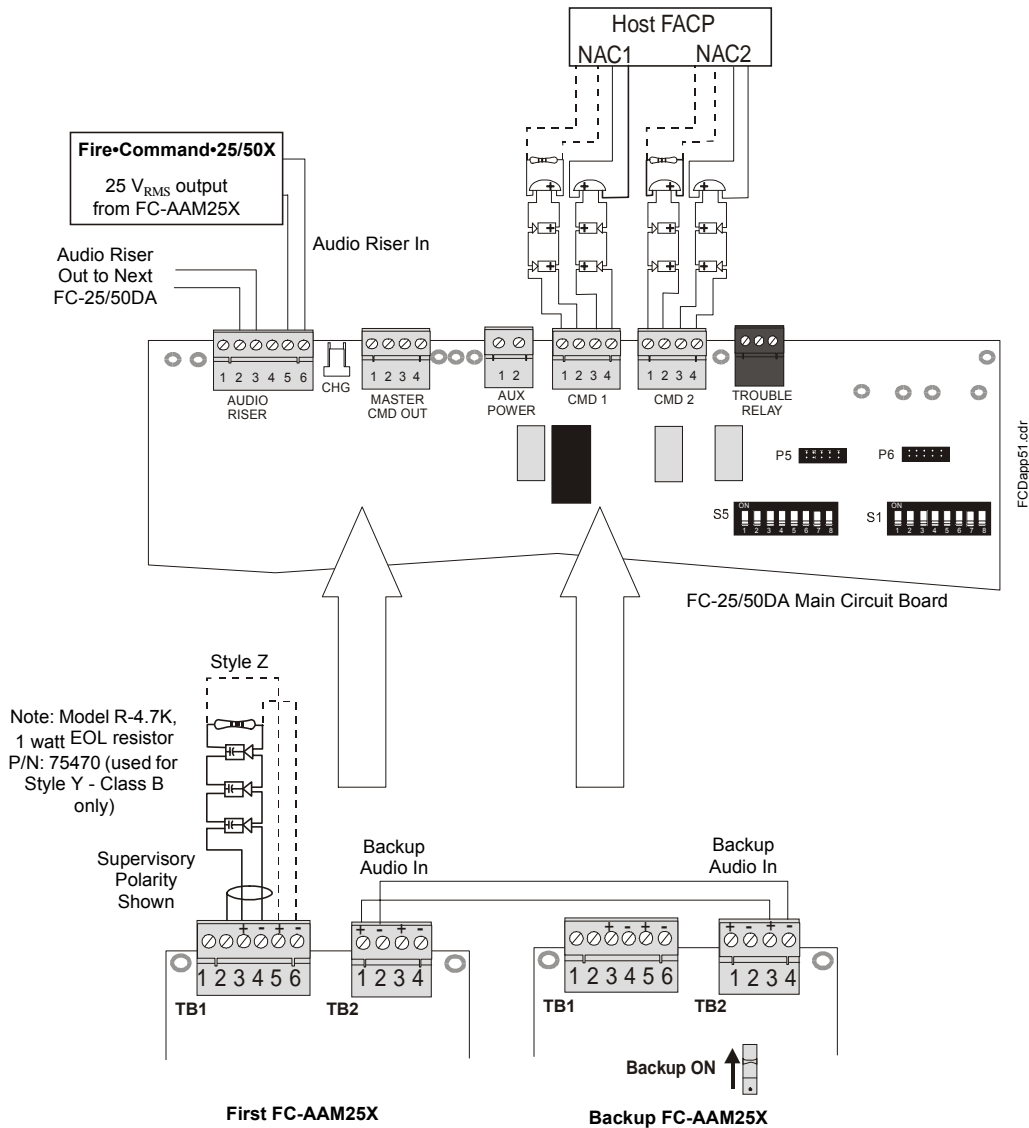 Host FACP
NAC1 NAC2
Fire•Command•25/50X
25 VRMS output
from FC-AAM25X
Audio Riser In
Audio Riser
Out to Next
FC-25/50DA
1 2 3 4 5 6
AUDIO
RISER
CHG
1 2 3 4
MASTER
CMD OUT
1 2
AUX
POWER
1 2 3 4
CMD 1
1 2 3 4
CMD 2
TROUBLE
RELAY
P5
P6
S5
ON
1 2 3 4 5 6 7 8
S1
ON
1 2 3 4 5 6 7 8
FCDapp51.cdr
FC-25/50DA Main Circuit Board
Style Z
Note: Model R-4.7K,
1 watt EOL resistor
P/N: 75470 (used for
Style Y - Class B
only)
Supervisory
Polarity
Shown
Backup
Audio In
Backup
Audio In
+ - + -
1 2 3 4 5 6
TB1
+ - + -
1 2 3 4
TB2
+ - + -
1 2 3 4 5 6
TB1
+ - + -
1 2 3 4
TB2
Backup ON
First FC-AAM25X
Backup FC-AAM25X